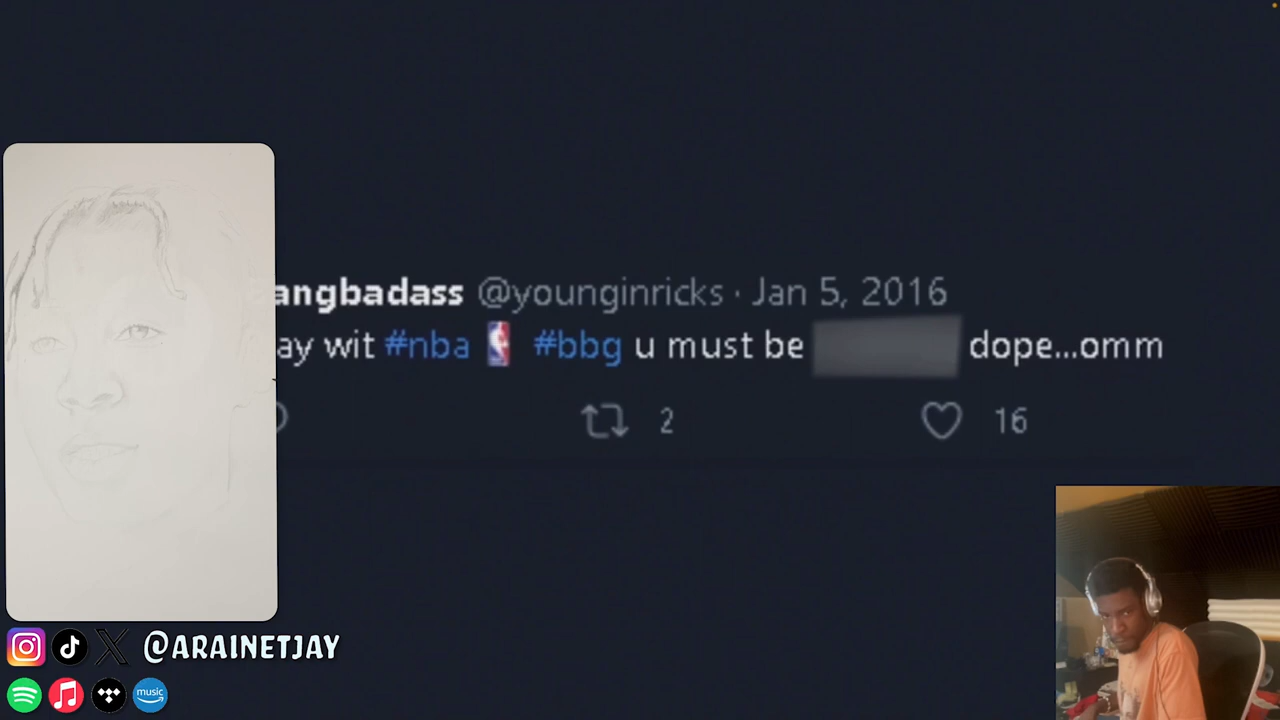 angbadass @younginricks · Jan 5, 2016
ay wit #nba #bbg u must be dope...omm
2 16
@ARAINETJAY
music